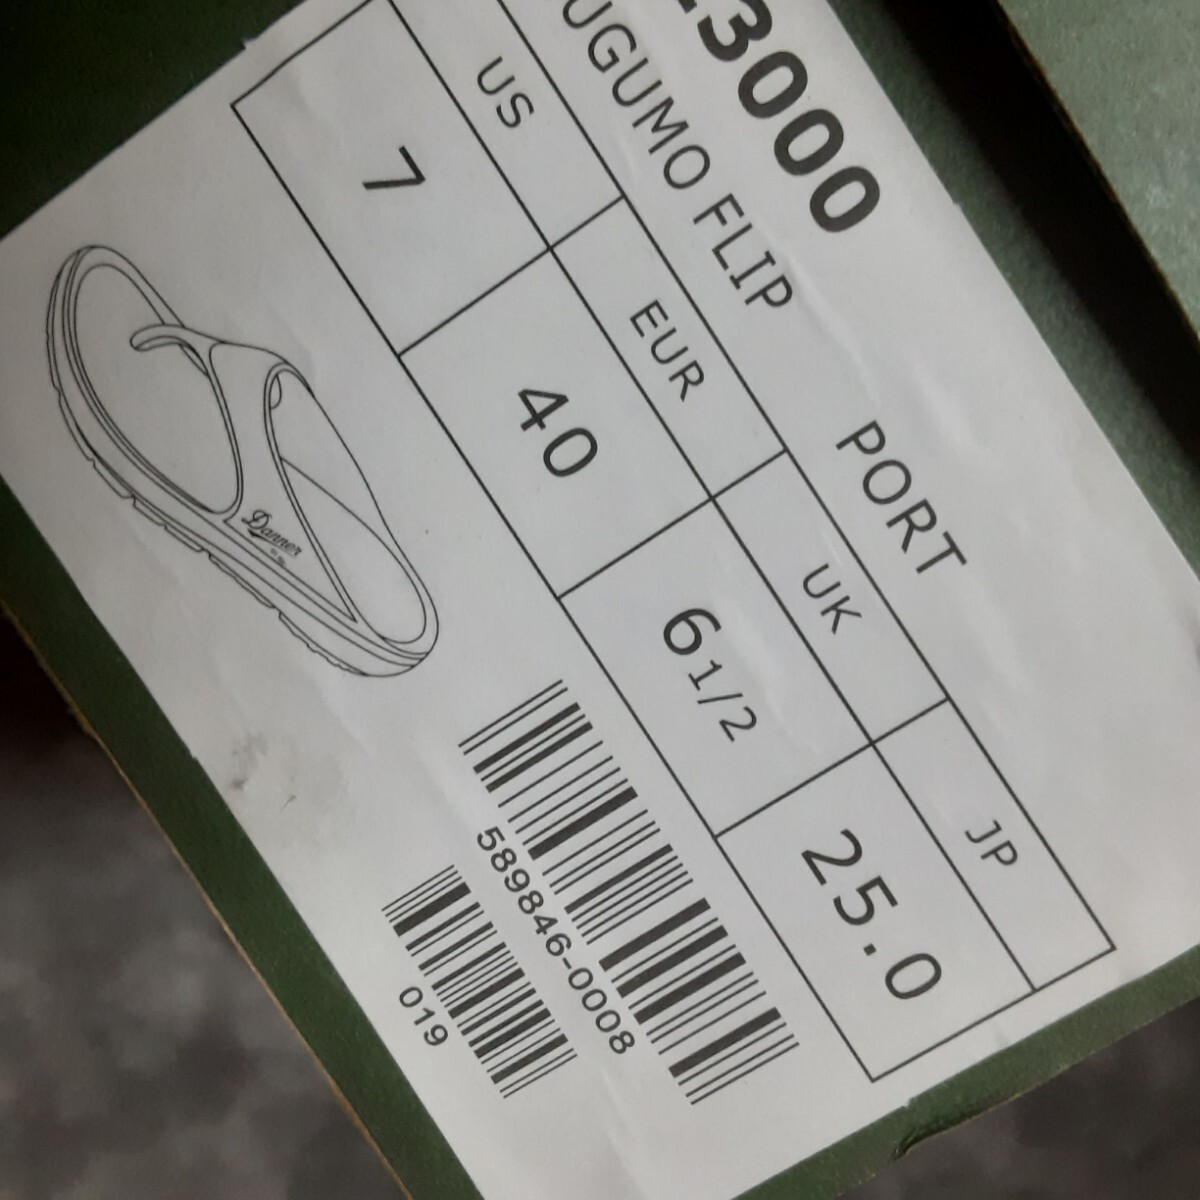 3000
UGUMO FLIP PORT
US EUR UK JP
7 40 6 1/2 25.0
Danner
589846-0008
019